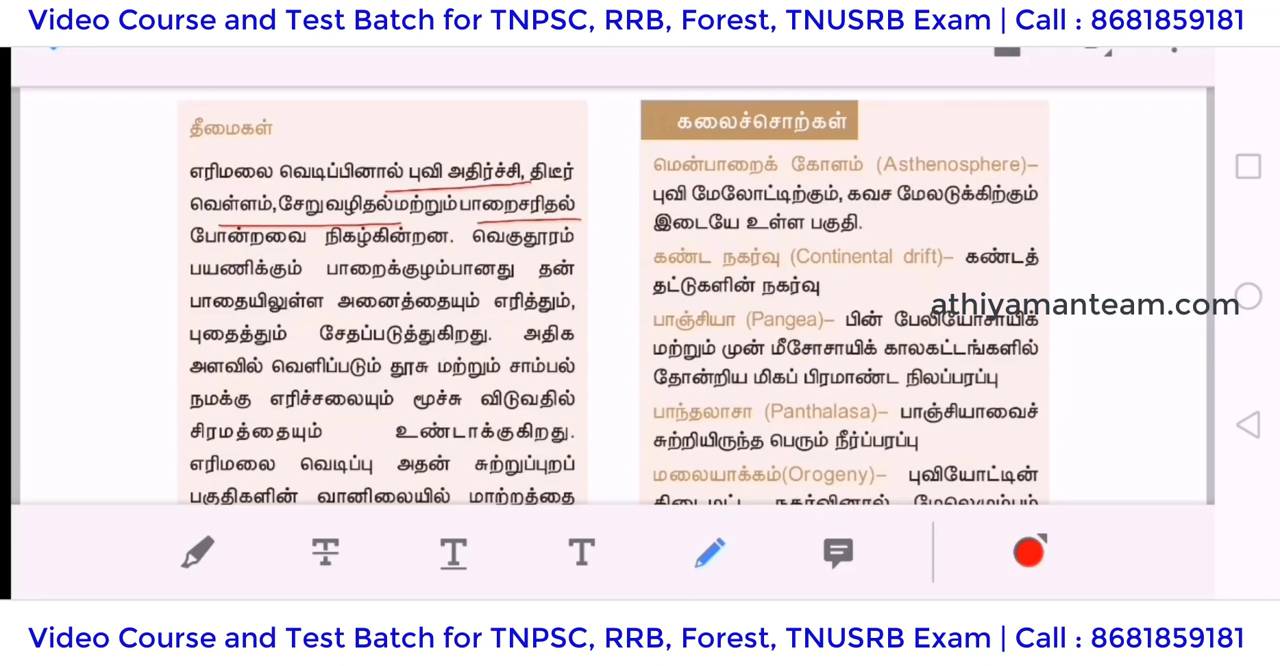 Video Course and Test Batch for TNPSC, RRB, Forest, TNUSRB Exam | Call : 8681859181
தீமைகள்
எரிமலை வெடிப்பினால் புவி அதிர்ச்சி, திடீர்
வெள்ளம்,சேறுவழிதல்மற்றும்பாறைசரிதல்
போன்றவை நிகழ்கின்றன. வெகுதூரம்
பயணிக்கும் பாறைக்குழம்பானது தன்
பாதையிலுள்ள அனைத்தையும் எரித்தும்,
புதைத்தும் சேதப்படுத்துகிறது. அதிக
அளவில் வெளிப்படும் தூசு மற்றும் சாம்பல்
நமக்கு எரிச்சலையும் மூச்சு விடுவதில்
சிரமத்தையும் உண்டாக்குகிறது.
எரிமலை வெடிப்பு அதன் சுற்றுப்புறப்
பகுதிகளின் வானிலையில் மாற்றத்தை
கலைச்சொற்கள்
மென்பாறைக் கோளம் (Asthenosphere)–
புவி மேலோட்டிற்கும், கவச மேலடுக்கிற்கும்
இடையே உள்ள பகுதி.
கண்ட நகர்வு (Continental drift)– கண்டத்
தட்டுகளின் நகர்வு
athiyamanteam.com
பாஞ்சியா (Pangea)– பின் பேலியோசாயிக்
மற்றும் முன் மீசோசாயிக் காலகட்டங்களில்
தோன்றிய மிகப் பிரமாண்ட நிலப்பரப்பு
பாந்தலாசா (Panthalasa)– பாஞ்சியாவைச்
சுற்றியிருந்த பெரும் நீர்ப்பரப்பு
மலையாக்கம்(Orogeny)– புவியோட்டின்
நகர்வினால்
Video Course and Test Batch for TNPSC, RRB, Forest, TNUSRB Exam | Call : 8681859181